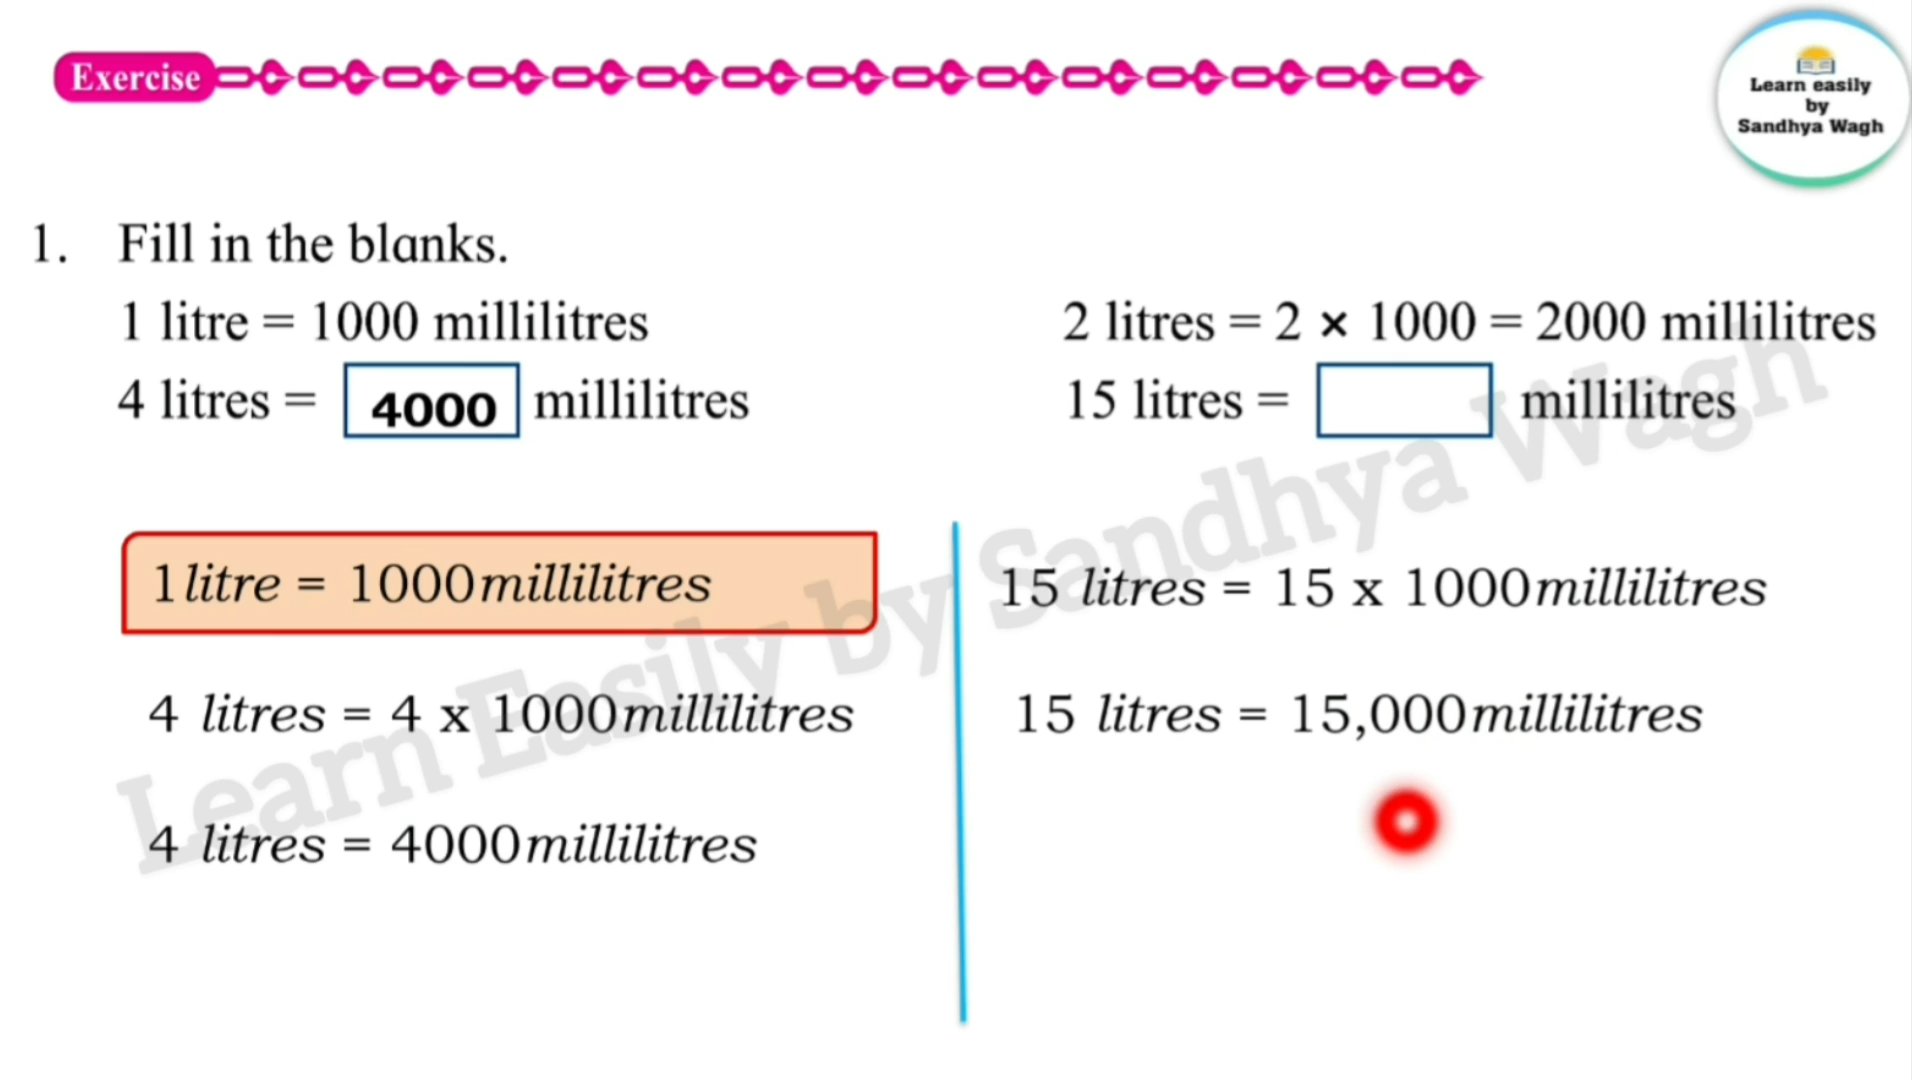 Exercise
Learn easily
by
Sandhya Wagh
1. Fill in the blanks.
1 litre = 1000 millilitres
2 litres = 2 × 1000 = 2000 millilitres
4 litres = 4000 millilitres
15 litres = millilitres
1 litre = 1000 millilitres
4 litres = 4 x 1000 millilitres
4 litres = 4000 millilitres
15 litres = 15 x 1000 millilitres
15 litres = 15,000 millilitres
Learn Easily by Sandhya Wagh